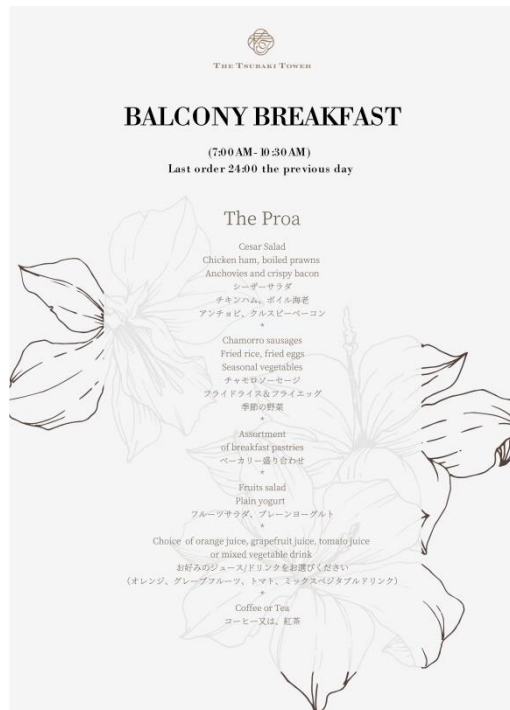 THE TSUBAKI TOWER
BALCONY BREAKFAST
(7:00 AM- 10:30 AM)
Last order 24:00 the previous day
The Proa
Cesar Salad
Chicken ham, boiled prawns
Anchovies and crispy bacon
シーザーサラダ
チキンハム、ボイル海老
アンチョビ、クルスピーベーコン
*
Chamorro sausages
Fried rice, fried eggs
Seasonal vegetables
チャモロソーセージ
フライドライス&フライエッグ
季節の野菜
*
Assortment
of breakfast pastries
ベーカリー盛り合わせ
*
Fruits salad
Plain yogurt
フルーツサラダ、プレーンヨーグルト
*
Choice of orange juice, grapefruit juice, tomato juice
or mixed vegetable drink
お好みのジュース/ドリンクをお選びください
(オレンジ、グレープフルーツ、トマト、ミックスベジタブルドリンク)
*
Coffee or Tea
コーヒー又は、紅茶